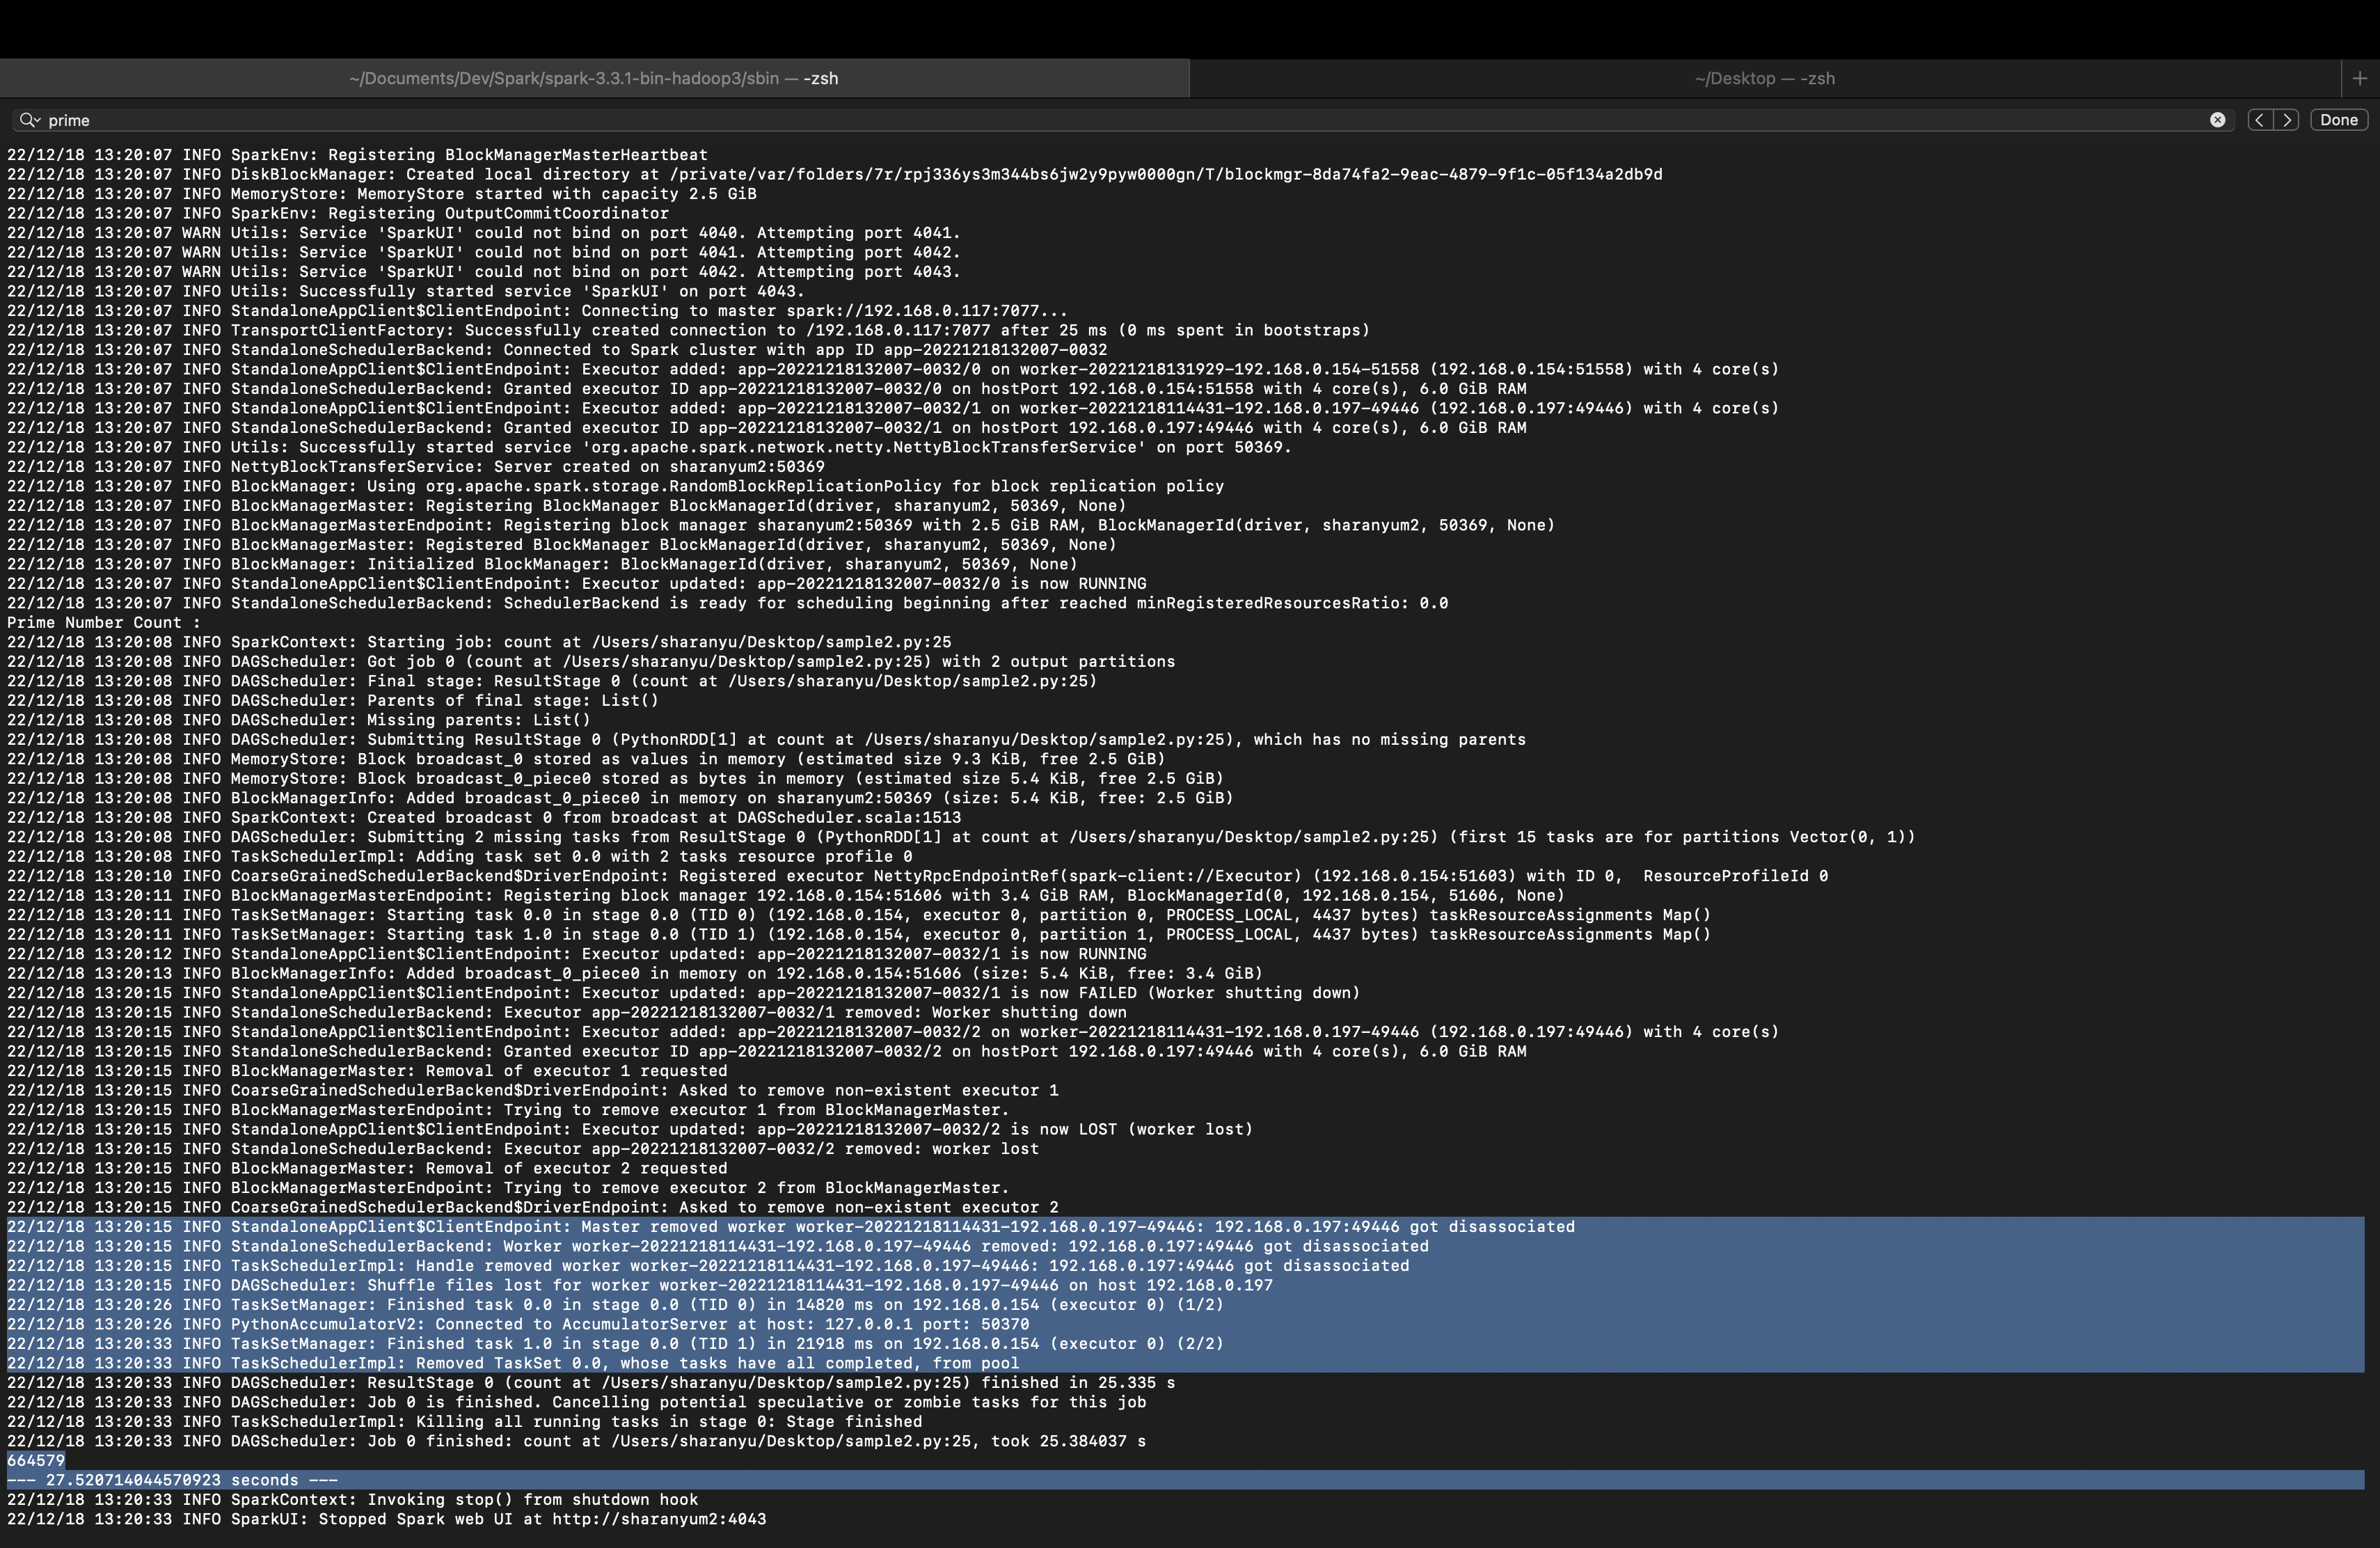 ~/Documents/Dev/Spark/spark-3.3.1-bin-hadoop3/sbin — -zsh
~/Desktop — -zsh
prime
Done
22/12/18 13:20:07 INFO SparkEnv: Registering BlockManagerMasterHeartbeat
22/12/18 13:20:07 INFO DiskBlockManager: Created local directory at /private/var/folders/7r/rpj336ys3m344bs6jw2y9pyw0000gn/T/blockmgr-8da74fa2-9eac-4879-9f1c-05f134a2db9d
22/12/18 13:20:07 INFO MemoryStore: MemoryStore started with capacity 2.5 GiB
22/12/18 13:20:07 INFO SparkEnv: Registering OutputCommitCoordinator
22/12/18 13:20:07 WARN Utils: Service 'SparkUI' could not bind on port 4040. Attempting port 4041.
22/12/18 13:20:07 WARN Utils: Service 'SparkUI' could not bind on port 4041. Attempting port 4042.
22/12/18 13:20:07 WARN Utils: Service 'SparkUI' could not bind on port 4042. Attempting port 4043.
22/12/18 13:20:07 INFO Utils: Successfully started service 'SparkUI' on port 4043.
22/12/18 13:20:07 INFO StandaloneAppClient$ClientEndpoint: Connecting to master spark://192.168.0.117:7077...
22/12/18 13:20:07 INFO TransportClientFactory: Successfully created connection to /192.168.0.117:7077 after 25 ms (0 ms spent in bootstraps)
22/12/18 13:20:07 INFO StandaloneSchedulerBackend: Connected to Spark cluster with app ID app-20221218132007-0032
22/12/18 13:20:07 INFO StandaloneAppClient$ClientEndpoint: Executor added: app-20221218132007-0032/0 on worker-20221218131929-192.168.0.154-51558 (192.168.0.154:51558) with 4 core(s)
22/12/18 13:20:07 INFO StandaloneSchedulerBackend: Granted executor ID app-20221218132007-0032/0 on hostPort 192.168.0.154:51558 with 4 core(s), 6.0 GiB RAM
22/12/18 13:20:07 INFO StandaloneAppClient$ClientEndpoint: Executor added: app-20221218132007-0032/1 on worker-20221218114431-192.168.0.197-49446 (192.168.0.197:49446) with 4 core(s)
22/12/18 13:20:07 INFO StandaloneSchedulerBackend: Granted executor ID app-20221218132007-0032/1 on hostPort 192.168.0.197:49446 with 4 core(s), 6.0 GiB RAM
22/12/18 13:20:07 INFO Utils: Successfully started service 'org.apache.spark.network.netty.NettyBlockTransferService' on port 50369.
22/12/18 13:20:07 INFO NettyBlockTransferService: Server created on sharanyum2:50369
22/12/18 13:20:07 INFO BlockManager: Using org.apache.spark.storage.RandomBlockReplicationPolicy for block replication policy
22/12/18 13:20:07 INFO BlockManagerMaster: Registering BlockManager BlockManagerId(driver, sharanyum2, 50369, None)
22/12/18 13:20:07 INFO BlockManagerMasterEndpoint: Registering block manager sharanyum2:50369 with 2.5 GiB RAM, BlockManagerId(driver, sharanyum2, 50369, None)
22/12/18 13:20:07 INFO BlockManagerMaster: Registered BlockManager BlockManagerId(driver, sharanyum2, 50369, None)
22/12/18 13:20:07 INFO BlockManager: Initialized BlockManager: BlockManagerId(driver, sharanyum2, 50369, None)
22/12/18 13:20:07 INFO StandaloneAppClient$ClientEndpoint: Executor updated: app-20221218132007-0032/0 is now RUNNING
22/12/18 13:20:07 INFO StandaloneSchedulerBackend: SchedulerBackend is ready for scheduling beginning after reached minRegisteredResourcesRatio: 0.0
Prime Number Count :
22/12/18 13:20:08 INFO SparkContext: Starting job: count at /Users/sharanyu/Desktop/sample2.py:25
22/12/18 13:20:08 INFO DAGScheduler: Got job 0 (count at /Users/sharanyu/Desktop/sample2.py:25) with 2 output partitions
22/12/18 13:20:08 INFO DAGScheduler: Final stage: ResultStage 0 (count at /Users/sharanyu/Desktop/sample2.py:25)
22/12/18 13:20:08 INFO DAGScheduler: Parents of final stage: List()
22/12/18 13:20:08 INFO DAGScheduler: Missing parents: List()
22/12/18 13:20:08 INFO DAGScheduler: Submitting ResultStage 0 (PythonRDD[1] at count at /Users/sharanyu/Desktop/sample2.py:25), which has no missing parents
22/12/18 13:20:08 INFO MemoryStore: Block broadcast_0 stored as values in memory (estimated size 9.3 KiB, free 2.5 GiB)
22/12/18 13:20:08 INFO MemoryStore: Block broadcast_0_piece0 stored as bytes in memory (estimated size 5.4 KiB, free 2.5 GiB)
22/12/18 13:20:08 INFO BlockManagerInfo: Added broadcast_0_piece0 in memory on sharanyum2:50369 (size: 5.4 KiB, free: 2.5 GiB)
22/12/18 13:20:08 INFO SparkContext: Created broadcast 0 from broadcast at DAGScheduler.scala:1513
22/12/18 13:20:08 INFO DAGScheduler: Submitting 2 missing tasks from ResultStage 0 (PythonRDD[1] at count at /Users/sharanyu/Desktop/sample2.py:25) (first 15 tasks are for partitions Vector(0, 1))
22/12/18 13:20:08 INFO TaskSchedulerImpl: Adding task set 0.0 with 2 tasks resource profile 0
22/12/18 13:20:10 INFO CoarseGrainedSchedulerBackend$DriverEndpoint: Registered executor NettyRpcEndpointRef(spark-client://Executor) (192.168.0.154:51603) with ID 0,  ResourceProfileId 0
22/12/18 13:20:11 INFO BlockManagerMasterEndpoint: Registering block manager 192.168.0.154:51606 with 3.4 GiB RAM, BlockManagerId(0, 192.168.0.154, 51606, None)
22/12/18 13:20:11 INFO TaskSetManager: Starting task 0.0 in stage 0.0 (TID 0) (192.168.0.154, executor 0, partition 0, PROCESS_LOCAL, 4437 bytes) taskResourceAssignments Map()
22/12/18 13:20:11 INFO TaskSetManager: Starting task 1.0 in stage 0.0 (TID 1) (192.168.0.154, executor 0, partition 1, PROCESS_LOCAL, 4437 bytes) taskResourceAssignments Map()
22/12/18 13:20:12 INFO StandaloneAppClient$ClientEndpoint: Executor updated: app-20221218132007-0032/1 is now RUNNING
22/12/18 13:20:13 INFO BlockManagerInfo: Added broadcast_0_piece0 in memory on 192.168.0.154:51606 (size: 5.4 KiB, free: 3.4 GiB)
22/12/18 13:20:15 INFO StandaloneAppClient$ClientEndpoint: Executor updated: app-20221218132007-0032/1 is now FAILED (Worker shutting down)
22/12/18 13:20:15 INFO StandaloneSchedulerBackend: Executor app-20221218132007-0032/1 removed: Worker shutting down
22/12/18 13:20:15 INFO StandaloneAppClient$ClientEndpoint: Executor added: app-20221218132007-0032/2 on worker-20221218114431-192.168.0.197-49446 (192.168.0.197:49446) with 4 core(s)
22/12/18 13:20:15 INFO StandaloneSchedulerBackend: Granted executor ID app-20221218132007-0032/2 on hostPort 192.168.0.197:49446 with 4 core(s), 6.0 GiB RAM
22/12/18 13:20:15 INFO BlockManagerMaster: Removal of executor 1 requested
22/12/18 13:20:15 INFO CoarseGrainedSchedulerBackend$DriverEndpoint: Asked to remove non-existent executor 1
22/12/18 13:20:15 INFO BlockManagerMasterEndpoint: Trying to remove executor 1 from BlockManagerMaster.
22/12/18 13:20:15 INFO StandaloneAppClient$ClientEndpoint: Executor updated: app-20221218132007-0032/2 is now LOST (worker lost)
22/12/18 13:20:15 INFO StandaloneSchedulerBackend: Executor app-20221218132007-0032/2 removed: worker lost
22/12/18 13:20:15 INFO BlockManagerMaster: Removal of executor 2 requested
22/12/18 13:20:15 INFO BlockManagerMasterEndpoint: Trying to remove executor 2 from BlockManagerMaster.
22/12/18 13:20:15 INFO CoarseGrainedSchedulerBackend$DriverEndpoint: Asked to remove non-existent executor 2
22/12/18 13:20:15 INFO StandaloneAppClient$ClientEndpoint: Master removed worker worker-20221218114431-192.168.0.197-49446: 192.168.0.197:49446 got disassociated
22/12/18 13:20:15 INFO StandaloneSchedulerBackend: Worker worker-20221218114431-192.168.0.197-49446 removed: 192.168.0.197:49446 got disassociated
22/12/18 13:20:15 INFO TaskSchedulerImpl: Handle removed worker worker-20221218114431-192.168.0.197-49446: 192.168.0.197:49446 got disassociated
22/12/18 13:20:15 INFO DAGScheduler: Shuffle files lost for worker worker-20221218114431-192.168.0.197-49446 on host 192.168.0.197
22/12/18 13:20:26 INFO TaskSetManager: Finished task 0.0 in stage 0.0 (TID 0) in 14820 ms on 192.168.0.154 (executor 0) (1/2)
22/12/18 13:20:26 INFO PythonAccumulatorV2: Connected to AccumulatorServer at host: 127.0.0.1 port: 50370
22/12/18 13:20:33 INFO TaskSetManager: Finished task 1.0 in stage 0.0 (TID 1) in 21918 ms on 192.168.0.154 (executor 0) (2/2)
22/12/18 13:20:33 INFO TaskSchedulerImpl: Removed TaskSet 0.0, whose tasks have all completed, from pool
22/12/18 13:20:33 INFO DAGScheduler: ResultStage 0 (count at /Users/sharanyu/Desktop/sample2.py:25) finished in 25.335 s
22/12/18 13:20:33 INFO DAGScheduler: Job 0 is finished. Cancelling potential speculative or zombie tasks for this job
22/12/18 13:20:33 INFO TaskSchedulerImpl: Killing all running tasks in stage 0: Stage finished
22/12/18 13:20:33 INFO DAGScheduler: Job 0 finished: count at /Users/sharanyu/Desktop/sample2.py:25, took 25.384037 s
664579
--- 27.520714044570923 seconds ---
22/12/18 13:20:33 INFO SparkContext: Invoking stop() from shutdown hook
22/12/18 13:20:33 INFO SparkUI: Stopped Spark web UI at http://sharanyum2:4043